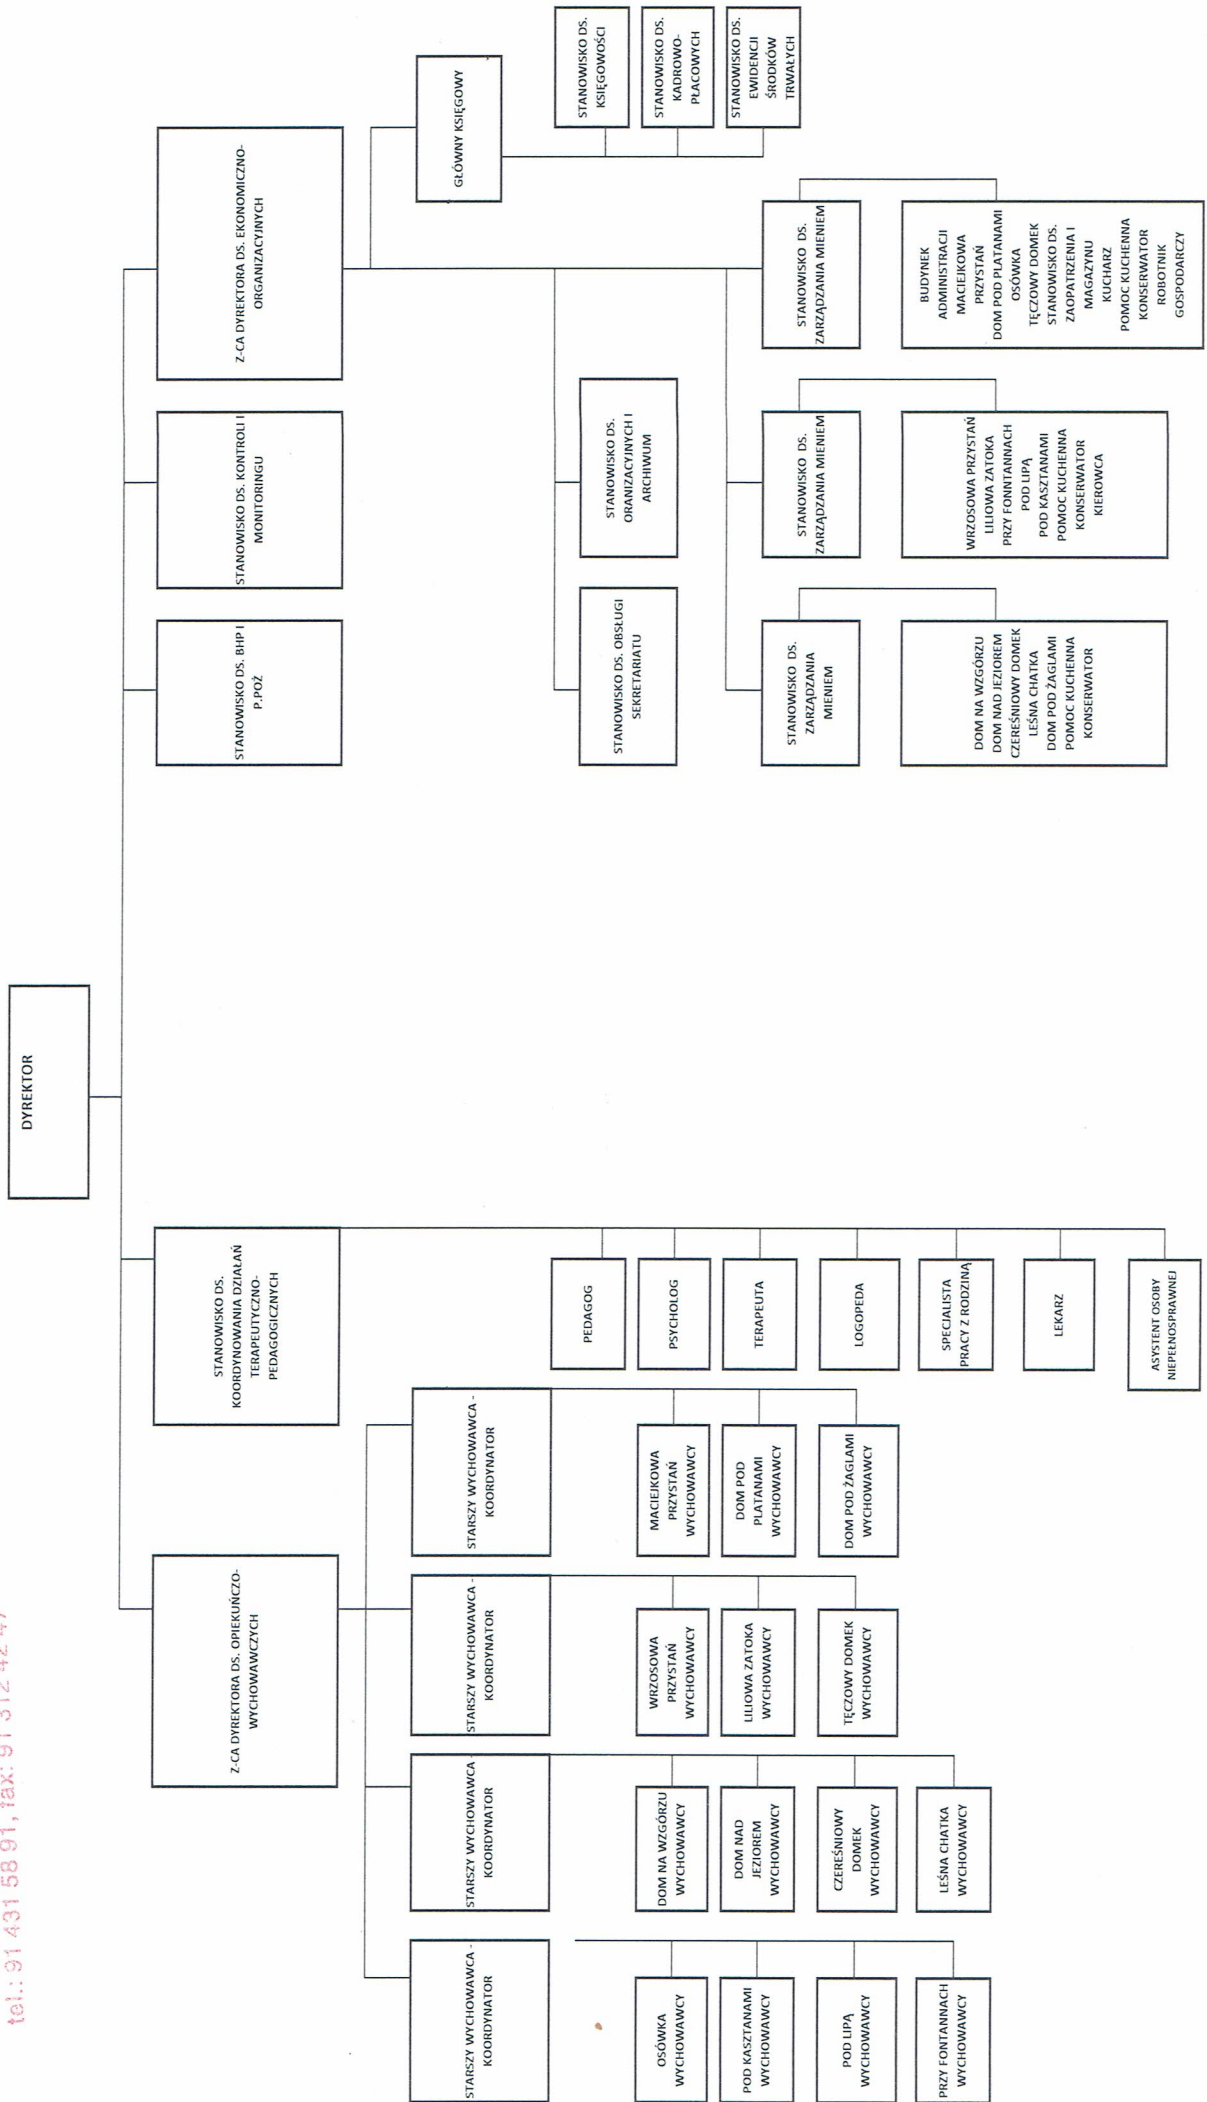 tel.: 91 431 58 91, fax: 91 312 42 47
DYREKTOR
Z-CA DYREKTORA DS. OPIEKUŃCZO-
WYCHOWAWCZYCH
STANOWISKO DS.
KOORDYNOWANIA DZIAŁAŃ
TERAPEUTYCZNO-
PEDAGOGICZNYCH
STANOWISKO DS. BHP I
P.POŻ
STANOWISKO DS. KONTROLI I
MONITORINGU
Z-CA DYREKTORA DS. EKONOMICZNO-
ORGANIZACYJNYCH
STARSZY WYCHOWAWCA -
KOORDYNATOR
STARSZY WYCHOWAWCA
KOORDYNATOR
STARSZY WYCHOWAWCA -
KOORDYNATOR
STARSZY WYCHOWAWCA -
KOORDYNATOR
GŁÓWNY KSIĘGOWY
OSÓWKA
WYCHOWAWCY
POD KASZTANAMI
WYCHOWAWCY
POD LIPĄ
WYCHOWAWCY
PRZY FONTANNACH
WYCHOWAWCY
DOM NA WZGÓRZU
WYCHOWAWCY
DOM NAD
JEZIOREM
WYCHOWAWCY
CZEREŚNIOWY
DOMEK
WYCHOWAWCY
LEŚNA CHATKA
WYCHOWAWCY
WRZOSOWA
PRZYSTAŃ
WYCHOWAWCY
LILIOWA ZATOKA
WYCHOWAWCY
TĘCZOWY DOMEK
WYCHOWAWCY
MACIEJKOWA
PRZYSTAŃ
WYCHOWAWCY
DOM POD
PLATANAMI
WYCHOWAWCY
DOM POD ŻAGLAMI
WYCHOWAWCY
PEDAGOG
PSYCHOLOG
TERAPEUTA
LOGOPEDA
SPECJALISTA
PRACY Z RODZINĄ
LEKARZ
ASYSTENT OSOBY
NIEPEŁNOSPRAWNEJ
STANOWISKO DS. OBSŁUGI
SEKRETARIATU
STANOWISKO DS.
ORANIZACYJNYCH I
ARCHIWUM
STANOWISKO DS.
KSIĘGOWOŚCI
STANOWISKO DS.
KADROWO-
PŁACOWYCH
STANOWISKO DS.
EWIDENCJI
ŚRODKÓW
TRWAŁYCH
STANOWISKO DS.
ZARZĄDZANIA
MIENIEM
STANOWISKO DS.
ZARZĄDZANIA MIENIEM
STANOWISKO DS.
ZARZĄDZANIA MIENIEM
DOM NA WZGÓRZU
DOM NAD JEZIOREM
CZEREŚNIOWY DOMEK
LEŚNA CHATKA
DOM POD ŻAGLAMI
POMOC KUCHENNA
KONSERWATOR
WRZOSOWA PRZYSTAŃ
LILIOWA ZATOKA
PRZY FONNTANNACH
POD LIPĄ
POD KASZTANAMI
POMOC KUCHENNA
KONSERWATOR
KIEROWCA
BUDYNEK
ADMINISTRACJI
MACIEJKOWA
PRZYSTAŃ
DOM POD PLATANAMI
OSÓWKA
TĘCZOWY DOMEK
STANOWISKO DS.
ZAOPATRZENIA I
MAGAZYNU
KUCHARZ
POMOC KUCHENNA
KONSERWATOR
ROBOTNIK
GOSPODARCZY